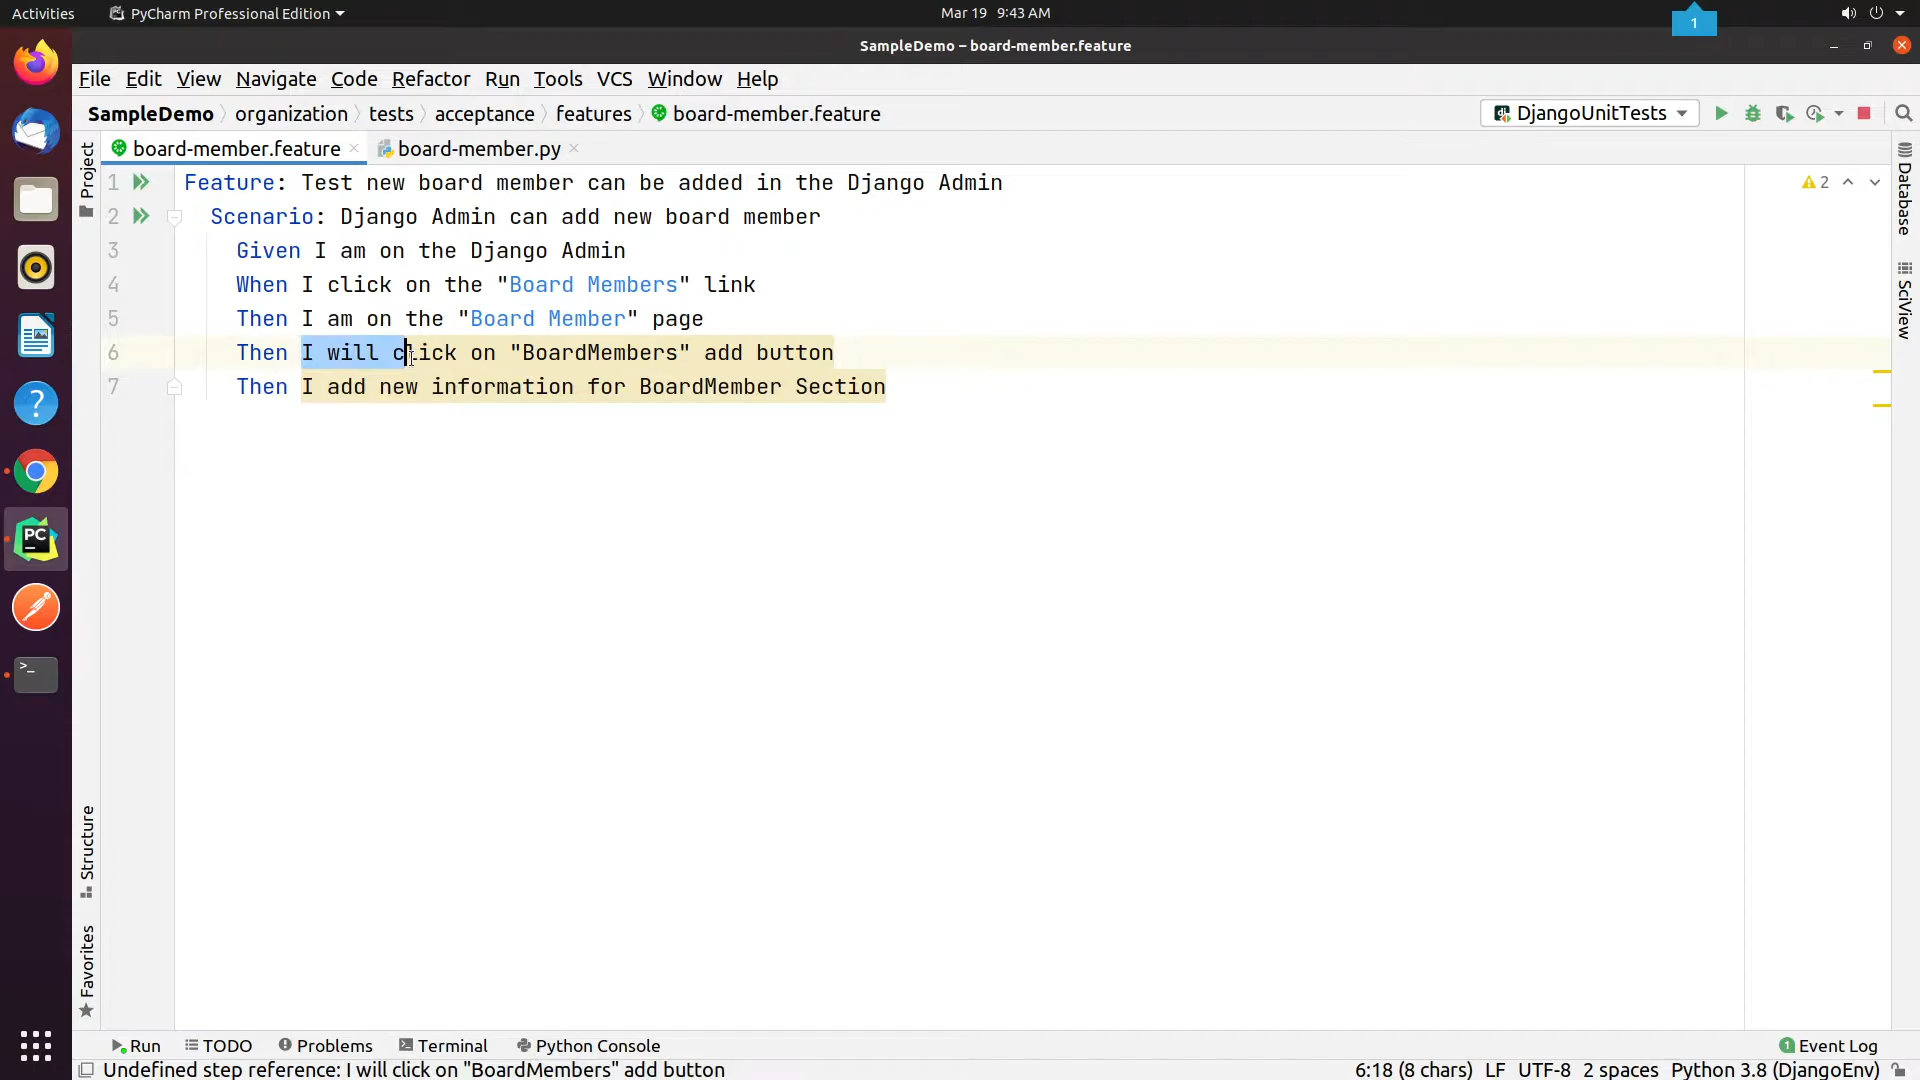 Activities
PyCharm Professional Edition
Mar 19 9:43 AM
1
SampleDemo – board-member.feature
File Edit View Navigate Code Refactor Run Tools VCS Window Help
SampleDemo organization tests acceptance features board-member.feature
DjangoUnitTests
board-member.feature
board-member.py
Project
1 Feature: Test new board member can be added in the Django Admin
2 Scenario: Django Admin can add new board member
3 Given I am on the Django Admin
4 When I click on the "Board Members" link
5 Then I am on the "Board Member" page
6 Then I will click on "BoardMembers" add button
7 Then I add new information for BoardMember Section
2
Database
SciView
PC
>_
Structure
Favorites
Run TODO Problems Terminal Python Console
1 Event Log
Undefined step reference: I will click on "BoardMembers" add button
6:18 (8 chars) LF UTF-8 2 spaces Python 3.8 (DjangoEnv)